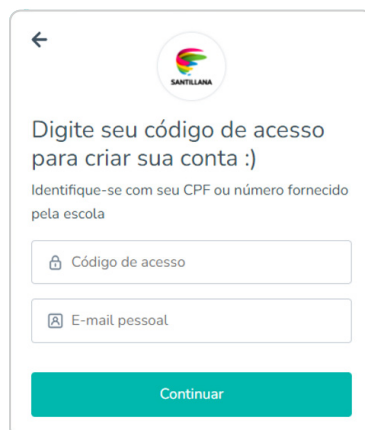 SANTILLANA
Digite seu código de acesso
para criar sua conta :)
Identifique-se com seu CPF ou número fornecido
pela escola
Código de acesso
E-mail pessoal
Continuar